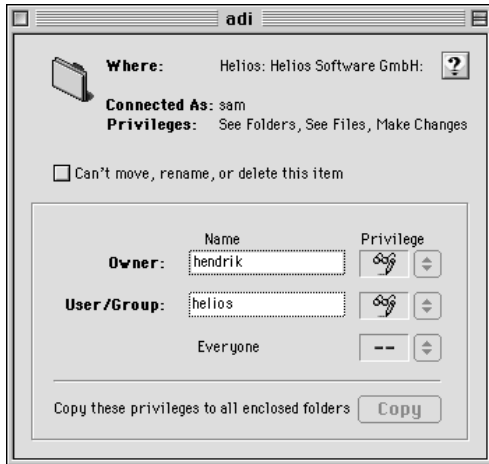 adi
Where: Helios: Helios Software GmbH: ?
Connected As: sam
Privileges: See Folders, See Files, Make Changes
Can't move, rename, or delete this item
Name Privilege
Owner: hendrik
User/Group: helios
Everyone --
Copy these privileges to all enclosed folders Copy